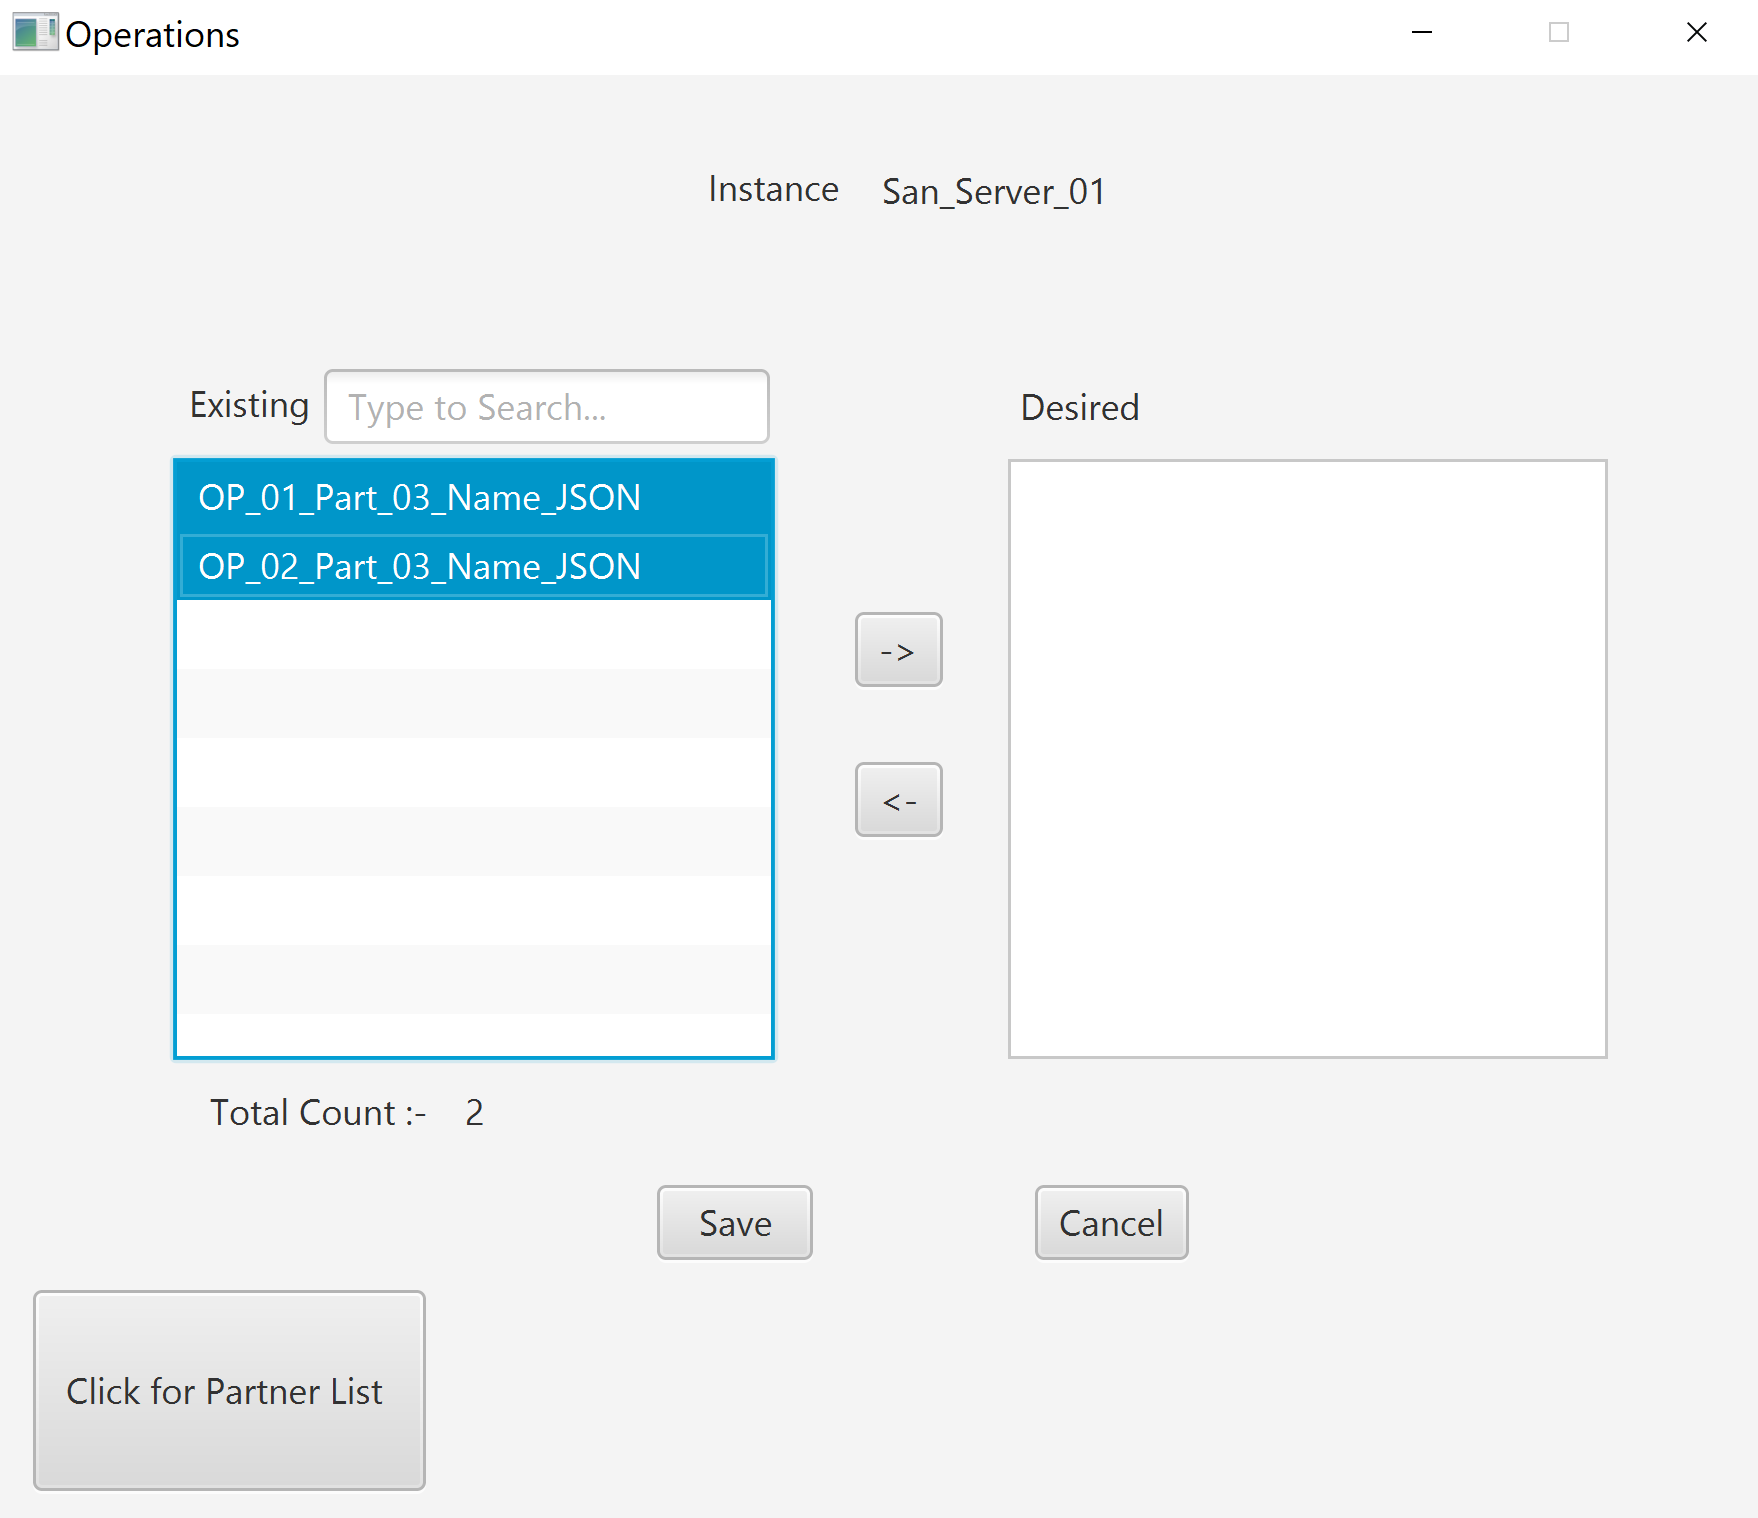 Operations
Instance San_Server_01
Existing Type to Search...
Desired
OP_01_Part_03_Name_JSON
OP_02_Part_03_Name_JSON
->
<-
Total Count :- 2
Save Cancel
Click for Partner List